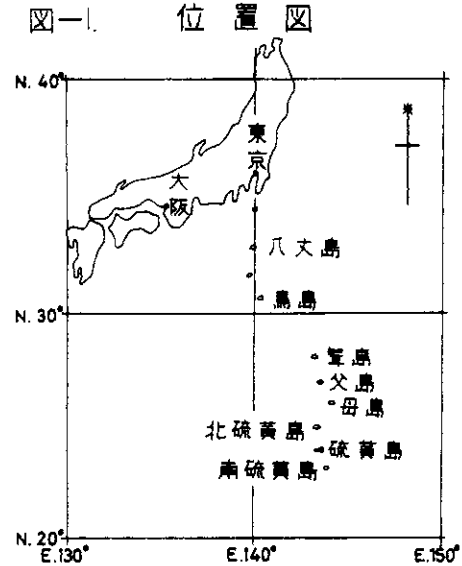 図-1. 位置図
N. 40°
東京
大阪
八丈島
鳥島
N. 30°
聟島
父島
母島
北硫黄島
硫黄島
南硫黄島
N. 20°
E.130° E.140° E.150°